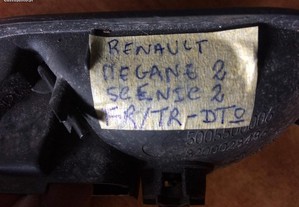 RENAULT
MEGANE 2
SCENIC 2
FR/TR-DTº